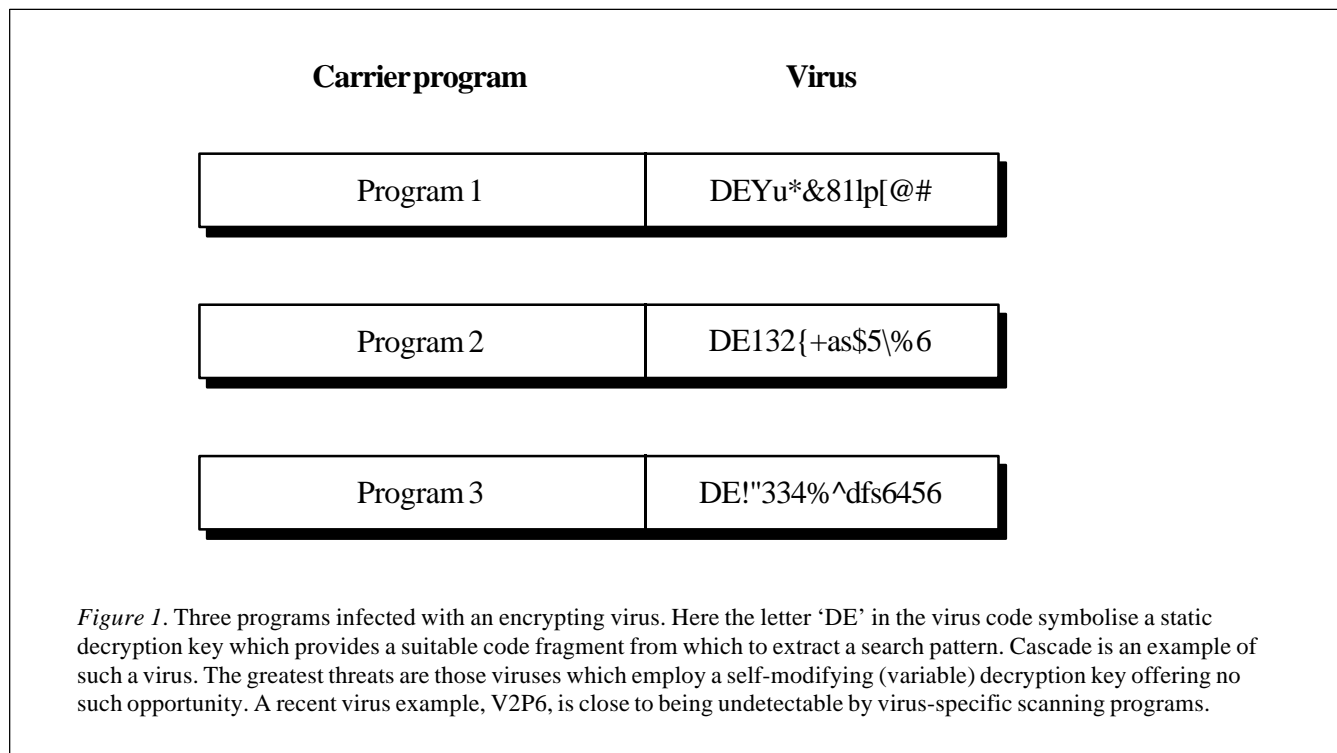 Carrier program Virus
Program 1 DEYu*&81lp[@#
Program 2 DE132{+as$5\%6
Program 3 DE!"334%^dfs6456
Figure 1. Three programs infected with an encrypting virus. Here the letter ‘DE’ in the virus code symbolise a static
decryption key which provides a suitable code fragment from which to extract a search pattern. Cascade is an example of
such a virus. The greatest threats are those viruses which employ a self-modifying (variable) decryption key offering no
such opportunity. A recent virus example, V2P6, is close to being undetectable by virus-specific scanning programs.